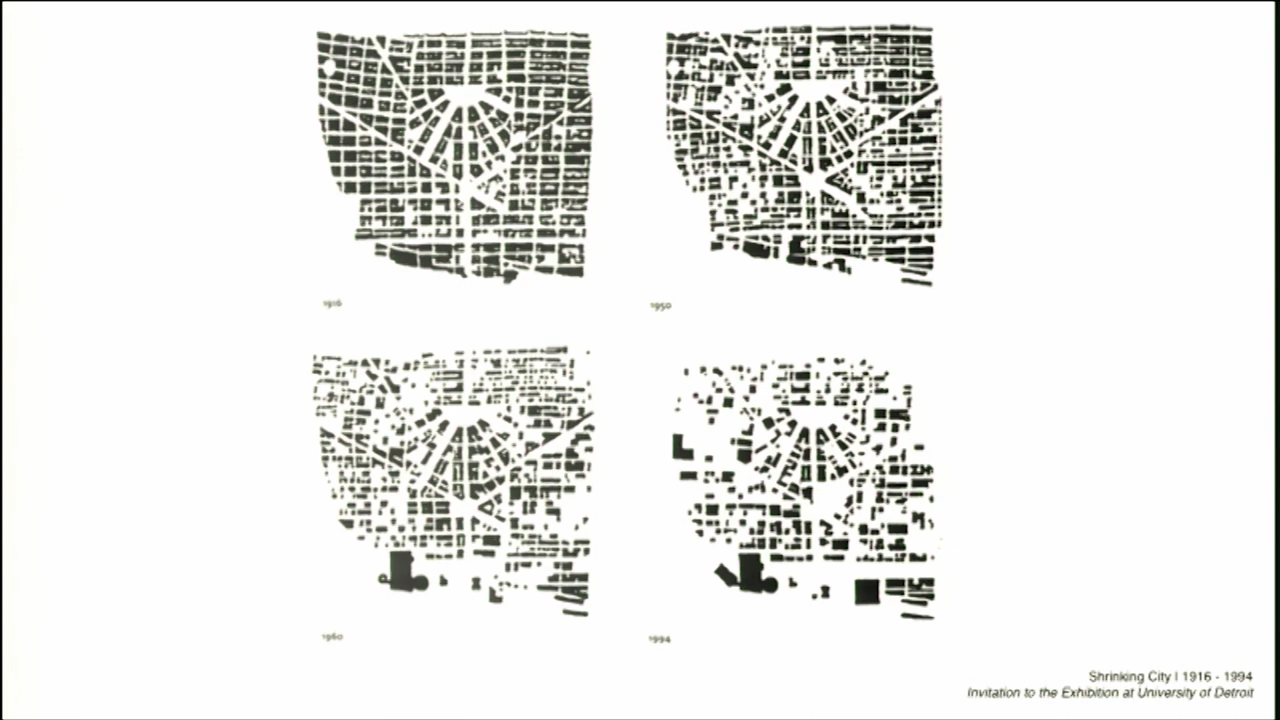 1916
1950
1960
1994
Shrinking City | 1916 - 1994
Invitation to the Exhibition at University of Detroit